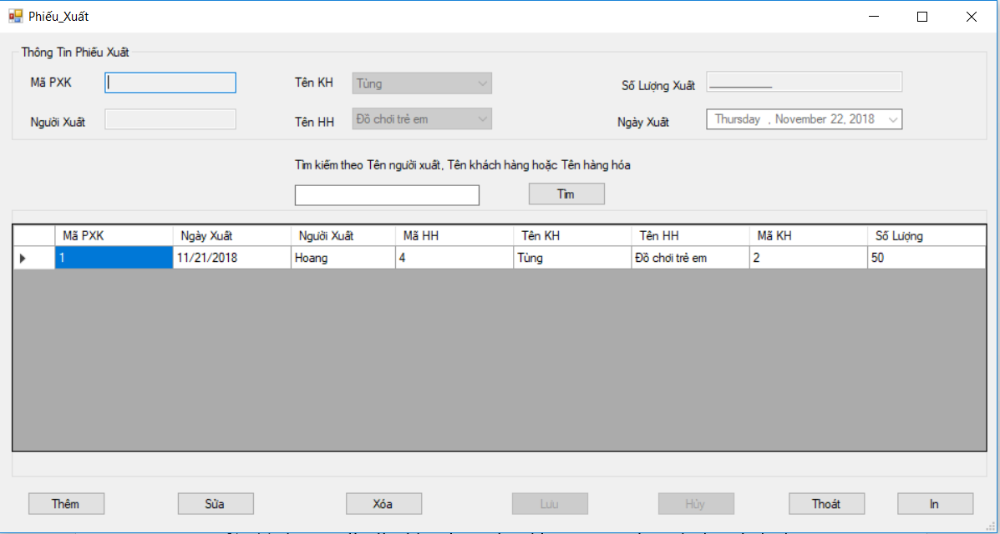 Phiếu_Xuất
Thông Tin Phiếu Xuất
Mã PXK Tên KH Tùng Số Lượng Xuất __________
Người Xuất Tên HH Đồ chơi trẻ em Ngày Xuất Thursday , November 22, 2018
Tìm kiếm theo Tên người xuất, Tên khách hàng hoặc Tên hàng hóa
Tìm
Mã PXK Ngày Xuất Người Xuất Mã HH Tên KH Tên HH Mã KH Số Lượng
1 11/21/2018 Hoang 4 Tùng Đồ chơi trẻ em 2 50
Thêm Sửa Xóa Lưu Hủy Thoát In